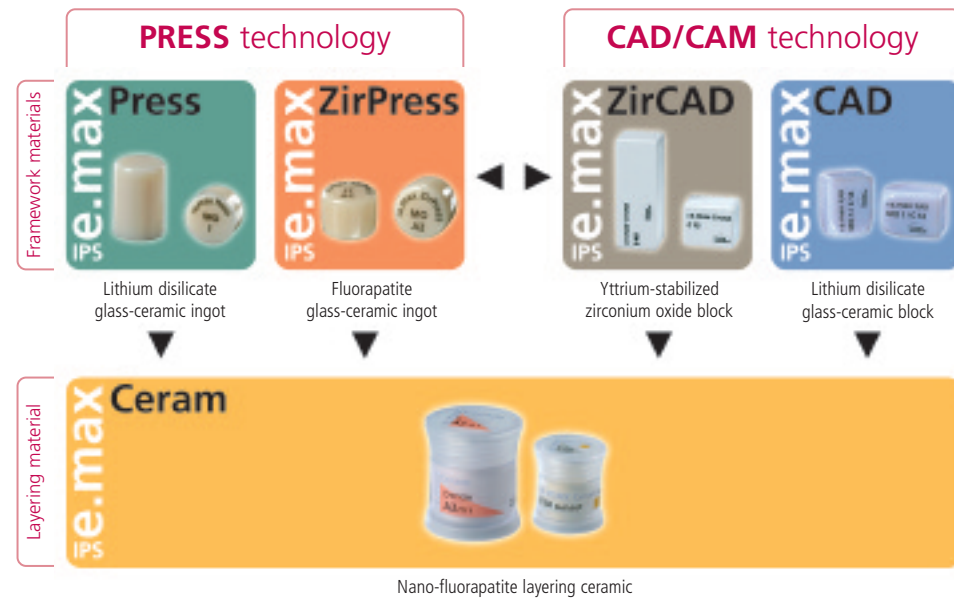 PRESS technology
CAD/CAM technology
Framework materials
IPS e.max Press
IPS e.max ZirPress
IPS e.max ZirCAD
IPS e.max CAD
Lithium disilicate
glass-ceramic ingot
Fluorapatite
glass-ceramic ingot
Yttrium-stabilized
zirconium oxide block
Lithium disilicate
glass-ceramic block
Layering material
IPS e.max Ceram
Nano-fluorapatite layering ceramic